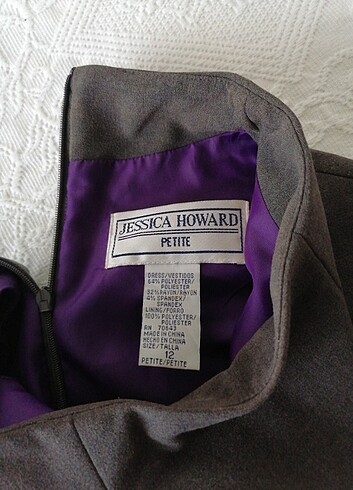 JESSICA HOWARD
PETITE
DRESS/VESTIDOS
64% POLYESTER/
POLIESTER
32% RAYON/RAYON
4% SPANDEX/
SPANDEX
LINING/FORRO
100% POLYESTER/
POLIESTER
RN 70643
MADE IN CHINA
HECHO EN CHINA
SIZE/TALLA
12
PETITE/PETITE